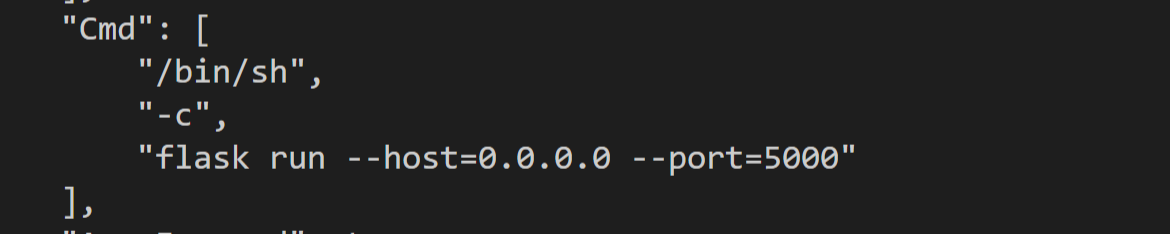 "Cmd": [
"/bin/sh",
"-c",
"flask run --host=0.0.0.0 --port=5000"
],